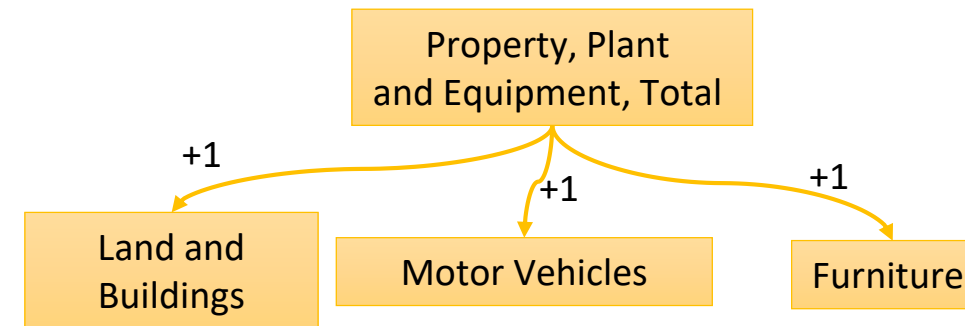 Property, Plant
and Equipment, Total
+1
+1
+1
Land and
Buildings
Motor Vehicles
Furniture